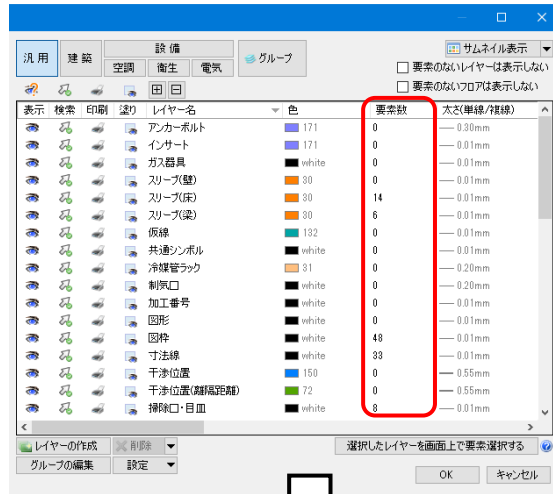 汎用 建築 設備 グループ サムネイル表示
空調 衛生 電気
要素のないレイヤーは表示しない
要素のないフロアは表示しない
表示 検索 印刷 塗り レイヤー名 色 要素数 太さ(単線/複線)
アンカーボルト 171 0 0.30mm
インサート 171 0 0.01mm
ガス器具 white 0 0.01mm
スリーブ(壁) 30 0 0.01mm
スリーブ(床) 30 14 0.01mm
スリーブ(梁) 30 6 0.01mm
仮線 132 0 0.01mm
共通シンボル white 0 0.01mm
冷媒管ラック 31 0 0.20mm
制気口 white 0 0.20mm
加工番号 white 0 0.01mm
図形 white 0 0.01mm
図枠 white 48 0.01mm
寸法線 white 33 0.01mm
干渉位置 150 0 0.55mm
干渉位置(離隔距離) 72 0 0.55mm
掃除口・目皿 white 8 0.01mm
レイヤーの作成 削除 選択したレイヤーを画面上で要素選択する
グループの編集 設定 OK キャンセル